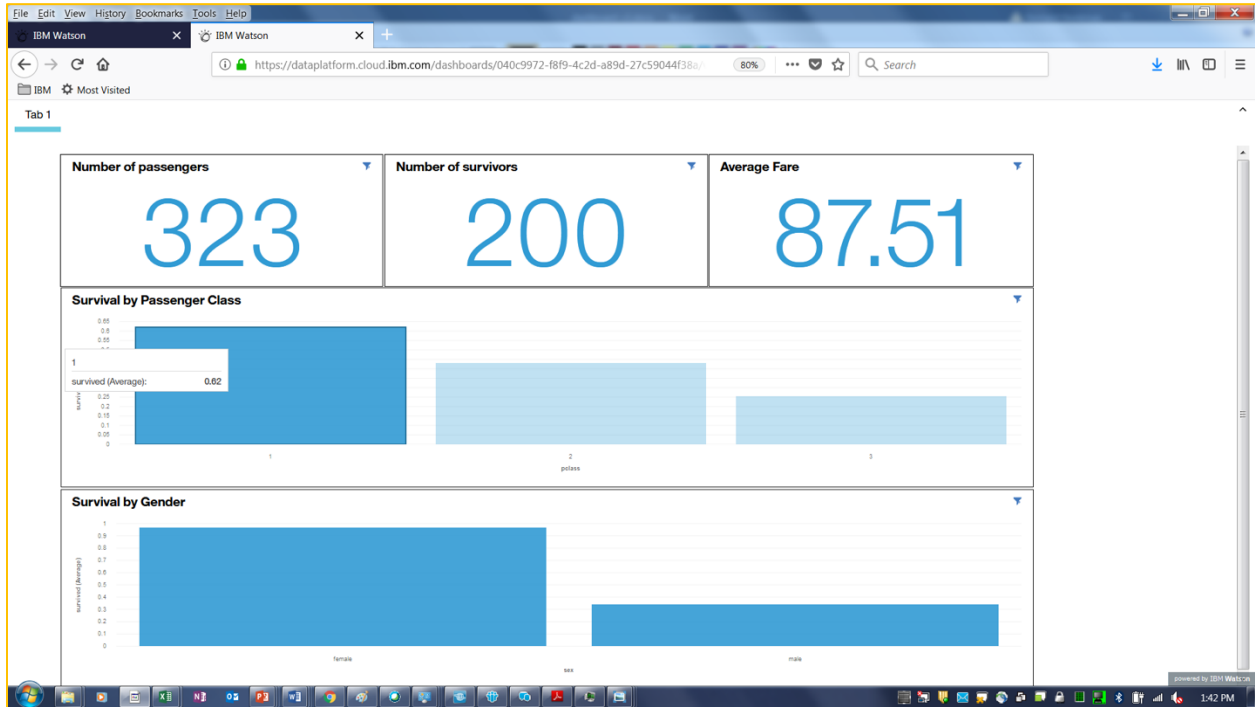 File Edit View History Bookmarks Tools Help
IBM Watson
IBM Watson
https://dataplatform.cloud.ibm.com/dashboards/040c9972-f8f9-4c2d-a89d-27c59044f38a/
80%
Search
IBM
Most Visited
Tab 1
Number of passengers
323
Number of survivors
200
Average Fare
87.51
Survival by Passenger Class
0.65
0.6
0.55
1
survived (Average): 0.62
0.25
0.2
0.15
0.1
0.05
0
1
2
3
pclass
Survival by Gender
survived (Average)
1
0.9
0.8
0.7
0.6
0.5
0.4
0.3
0.2
0.1
0
female
male
sex
powered by IBM Watson
1:42 PM